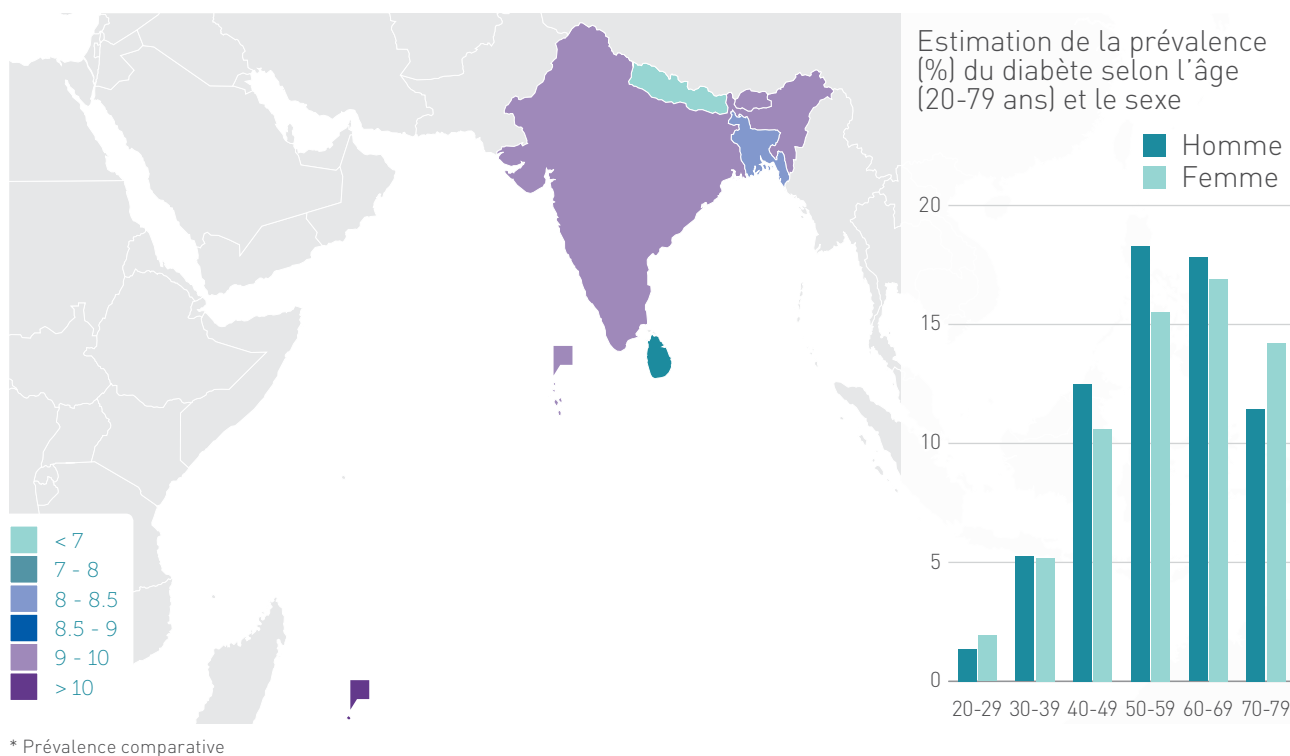 Estimation de la prévalence
(%) du diabète selon l'âge
(20-79 ans) et le sexe
Homme
Femme
20
15
10
5
0
20-29 30-39 40-49 50-59 60-69 70-79
< 7
7 - 8
8 - 8.5
8.5 - 9
9 - 10
> 10
* Prévalence comparative